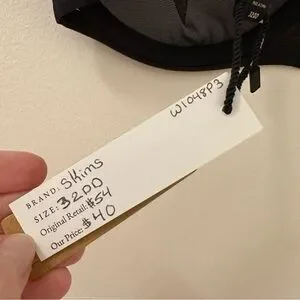 W1048P3
BRAND: Skims
SIZE: 32DD
Original Retail: $54
Our Price: $40